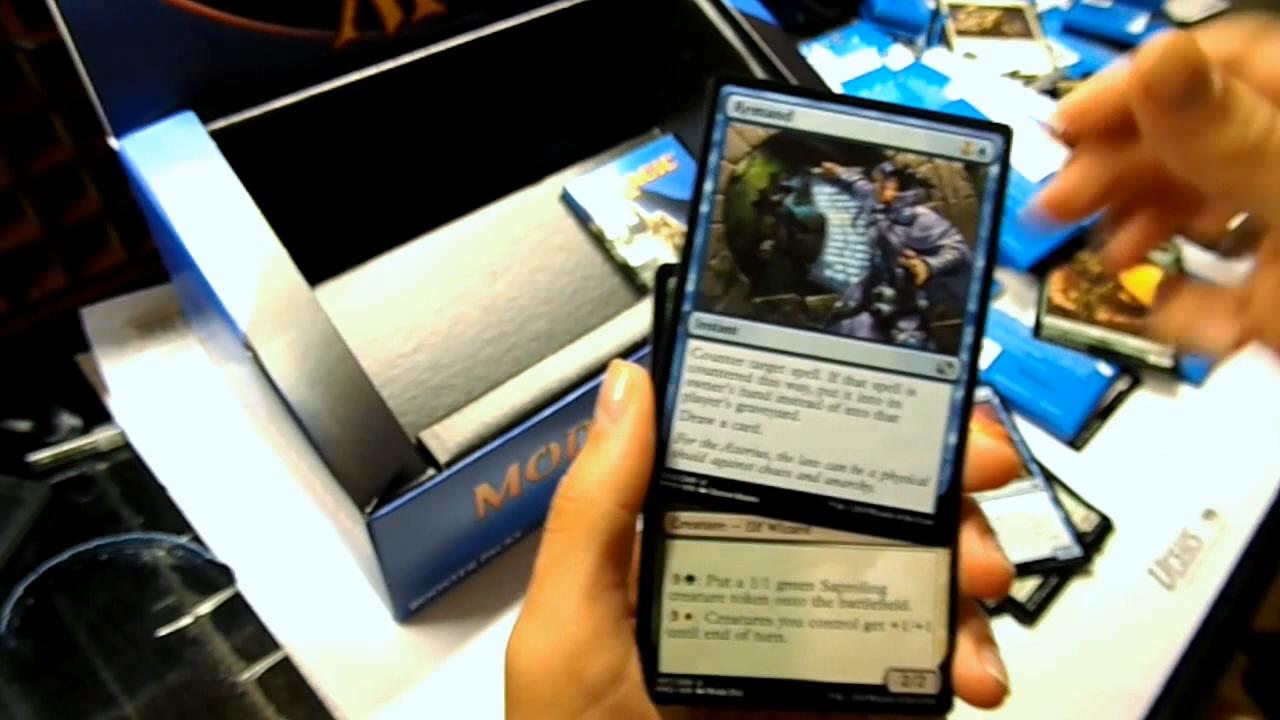 Remand
Instant
Counter target spell. If that spell is
countered this way, put it into its
owner's hand instead of into that
player's graveyard.
Draw a card.
For the Azorius, the law can be a physical
shield against chaos and anarchy.
Creature — Elf Wizard
3 : Put a 1/1 green Saproling
creature token onto the battlefield.
3 : Creatures you control get +1/+1
until end of turn.
2/2
MOD